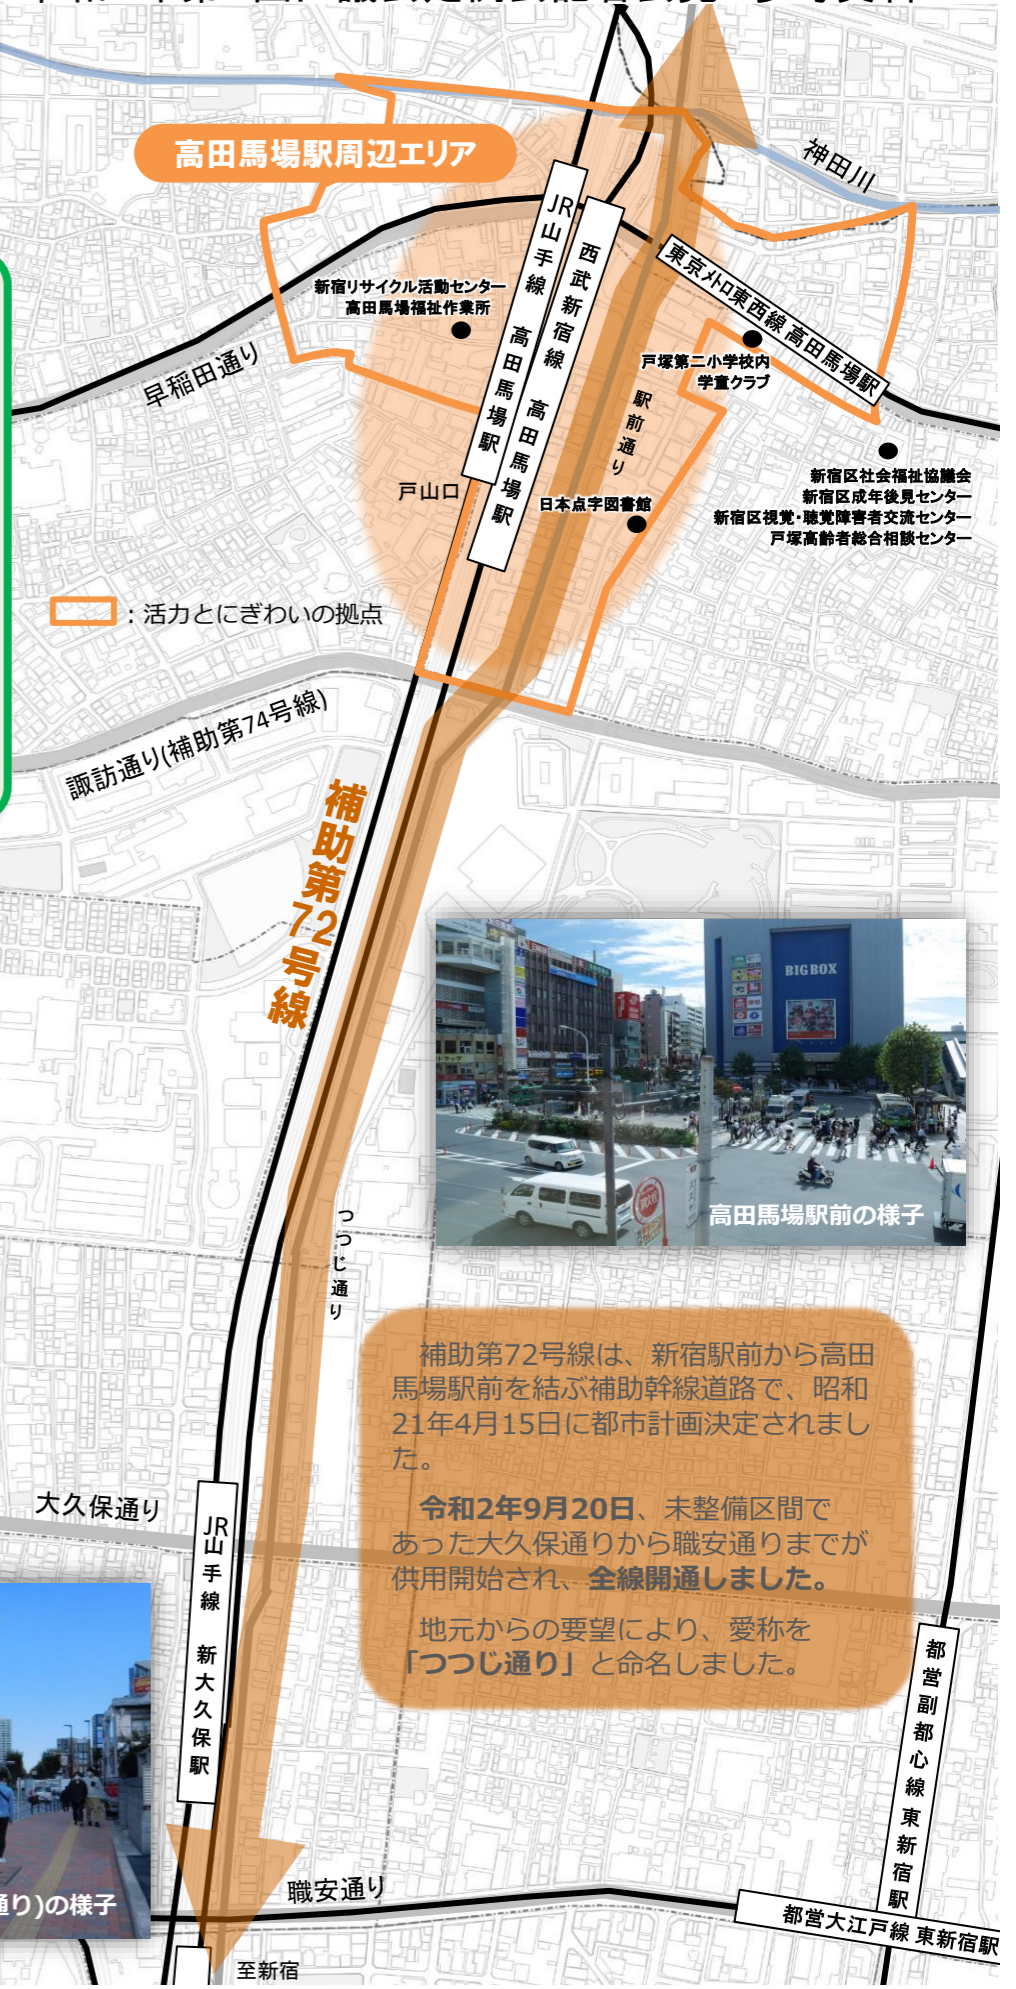 高田馬場駅周辺エリア
神田川
JR山手線 高田馬場駅
西武新宿線 高田馬場駅
東京メトロ東西線 高田馬場駅
新宿リサイクル活動センター
高田馬場福祉作業所
早稲田通り
戸塚第二小学校内
学童クラブ
駅前通り
戸山口
日本点字図書館
新宿区社会福祉協議会
新宿区成年後見センター
新宿区視覚・聴覚障害者交流センター
戸塚高齢者総合相談センター
：活力とにぎわいの拠点
諏訪通り(補助第74号線)
補助第72号線
BIGBOX
高田馬場駅前の様子
つつじ通り
補助第72号線は、新宿駅前から高田
馬場駅前を結ぶ補助幹線道路で、昭和
21年4月15日に都市計画決定されまし
た。
令和2年9月20日、未整備区間で
あった大久保通りから職安通りまでが
供用開始され、全線開通しました。
地元からの要望により、愛称を
「つつじ通り」と命名しました。
大久保通り
JR山手線 新大久保駅
都営副都心線 東新宿駅
通り)の様子
職安通り
都営大江戸線 東新宿駅
至新宿